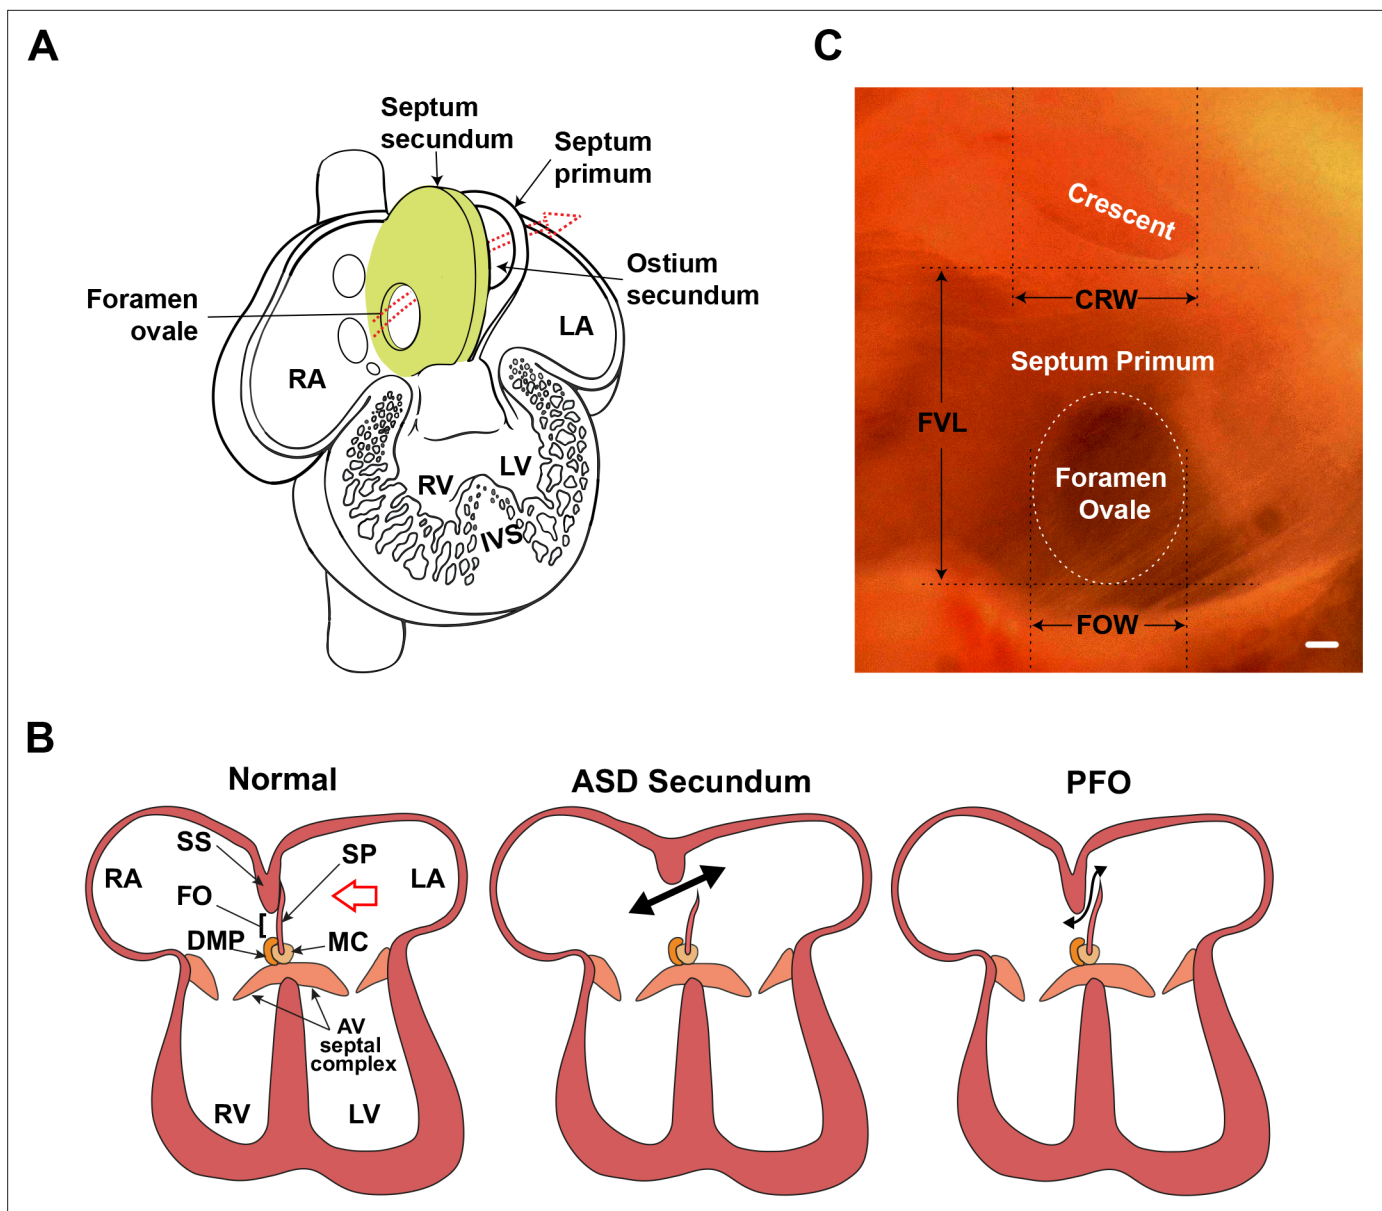 A
Septum
secundum
Septum
primum
Ostium
secundum
Foramen
ovale
LA
RA
LV
RV
IVS
C
Crescent
CRW
Septum Primum
FVL
Foramen
Ovale
FOW
B
Normal
SS
SP
RA
LA
FO
DMP
MC
AV
septal
complex
RV
LV
ASD Secundum
PFO